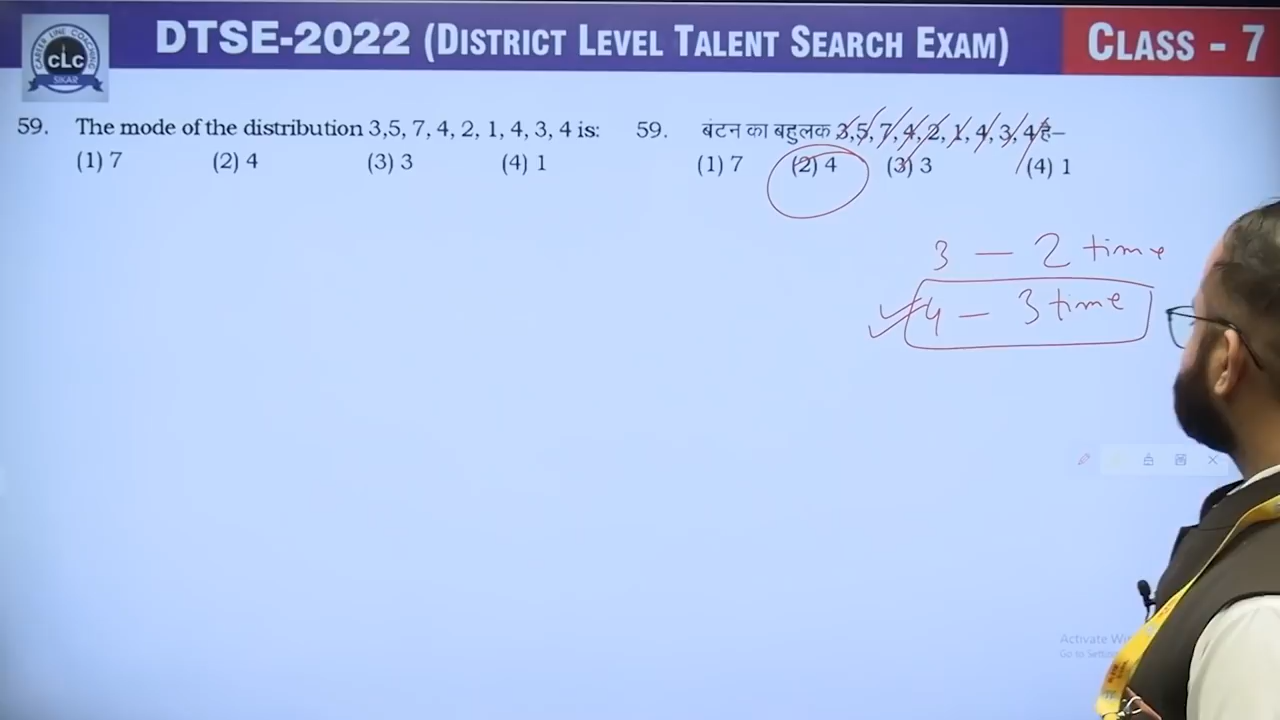 CAREER LINE COACHING
CLC
SIKAR
DTSE-2022 (DISTRICT LEVEL TALENT SEARCH EXAM)
CLASS - 7
59. The mode of the distribution 3,5, 7, 4, 2, 1, 4, 3, 4 is:
(1) 7 (2) 4 (3) 3 (4) 1
59. बंटन का बहुलक 3,5, 7, 4, 2, 1, 4, 3, 4 है–
(1) 7 (2) 4 (3) 3 (4) 1
3 — 2 time
4 — 3 time
Activate
Go to